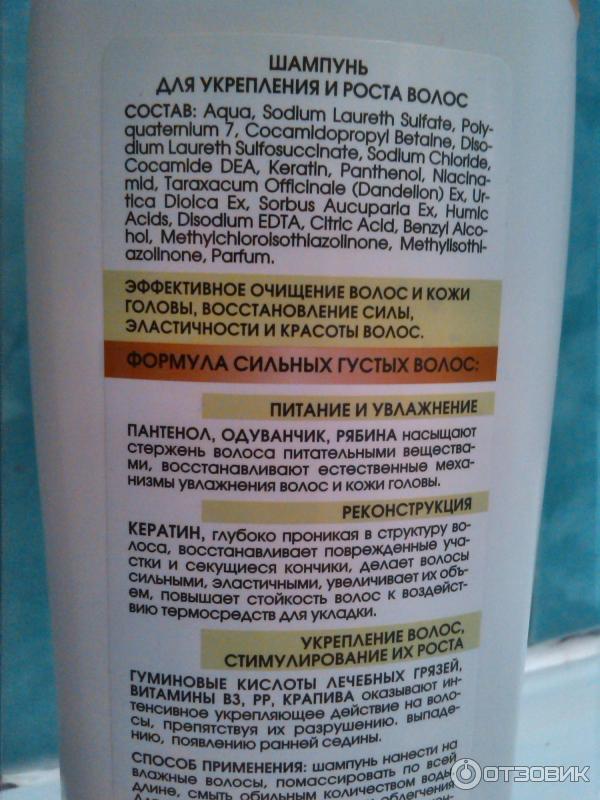 ШАМПУНЬ
ДЛЯ УКРЕПЛЕНИЯ И РОСТА ВОЛОС
СОСТАВ: Aqua, Sodium Laureth Sulfate, Poly-
quaternium 7, Cocamidopropyl Betaine, Diso-
dium Laureth Sulfosuccinate, Sodium Chloride,
Cocamide DEA, Keratin, Panthenol, Niacina-
mid, Taraxacum Officinale (Dandelion) Ex, Ur-
tica Dioica Ex, Sorbus Aucuparia Ex, Humic
Acids, Disodium EDTA, Citric Acid, Benzyl Alco-
hol, Methylchloroisothiazolinone, Methylisothi-
azolinone, Parfum.
ЭФФЕКТИВНОЕ ОЧИЩЕНИЕ ВОЛОС И КОЖИ
ГОЛОВЫ, ВОССТАНОВЛЕНИЕ СИЛЫ,
ЭЛАСТИЧНОСТИ И КРАСОТЫ ВОЛОС.
ФОРМУЛА СИЛЬНЫХ ГУСТЫХ ВОЛОС:
ПИТАНИЕ И УВЛАЖНЕНИЕ
ПАНТЕНОЛ, ОДУВАНЧИК, РЯБИНА насыщают
стержень волоса питательными вещества-
ми, восстанавливают естественные меха-
низмы увлажнения волос и кожи головы.
РЕКОНСТРУКЦИЯ
КЕРАТИН, глубоко проникая в структуру во-
лоса, восстанавливает поврежденные уча-
стки и секущиеся кончики, делает волосы
сильными, эластичными, увеличивает их объ-
ем, повышает стойкость волос к воздейст-
вию термосредств для укладки.
УКРЕПЛЕНИЕ ВОЛОС,
СТИМУЛИРОВАНИЕ ИХ РОСТА
ГУМИНОВЫЕ КИСЛОТЫ ЛЕЧЕБНЫХ ГРЯЗЕЙ,
ВИТАМИНЫ B3, PP, КРАПИВА оказывают ин-
тенсивное укрепляющее действие на воло-
сы, препятствуя их разрушению. выпаде-
нию, появлению ранней седины.
СПОСОБ ПРИМЕНЕНИЯ: шампунь нанести на
влажные волосы, помассировать по всей
длине, смыть обильным количеством воды.
облегчения
ОТЗОВИК